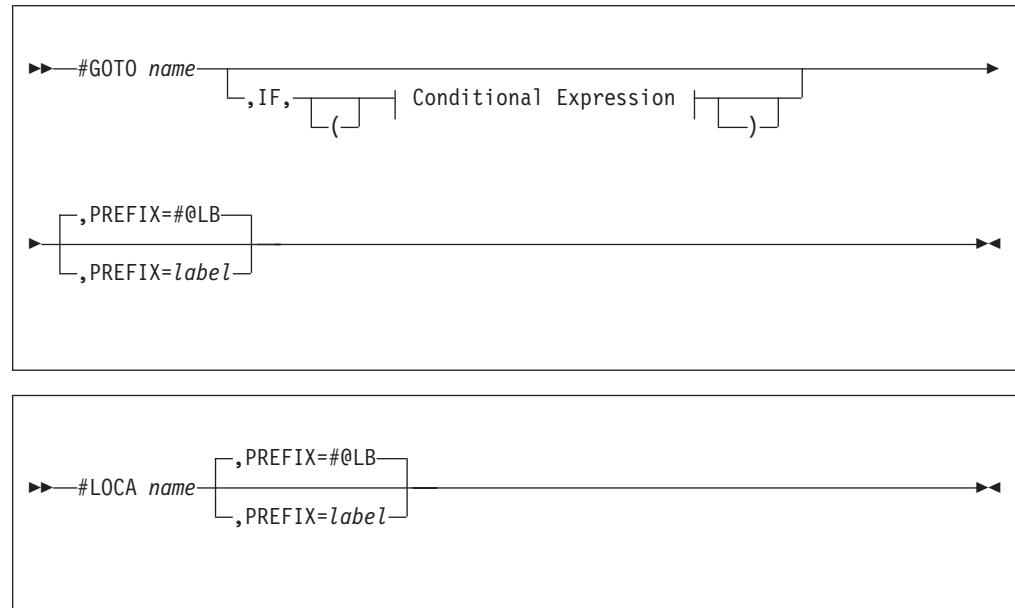 #GOTO name
,IF, Conditional Expression
( )
,PREFIX=#@LB
,PREFIX=label
,PREFIX=#@LB
#LOCA name
,PREFIX=label